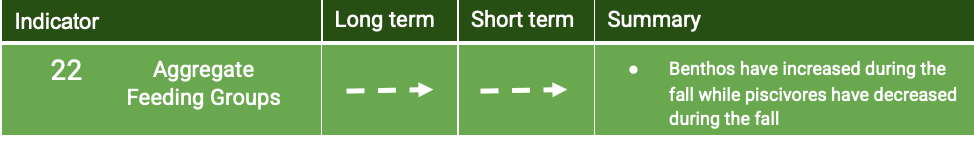 Indicator Long term Short term Summary
22 Aggregate Feeding Groups
● Benthos have increased during the
fall while piscivores have decreased
during the fall